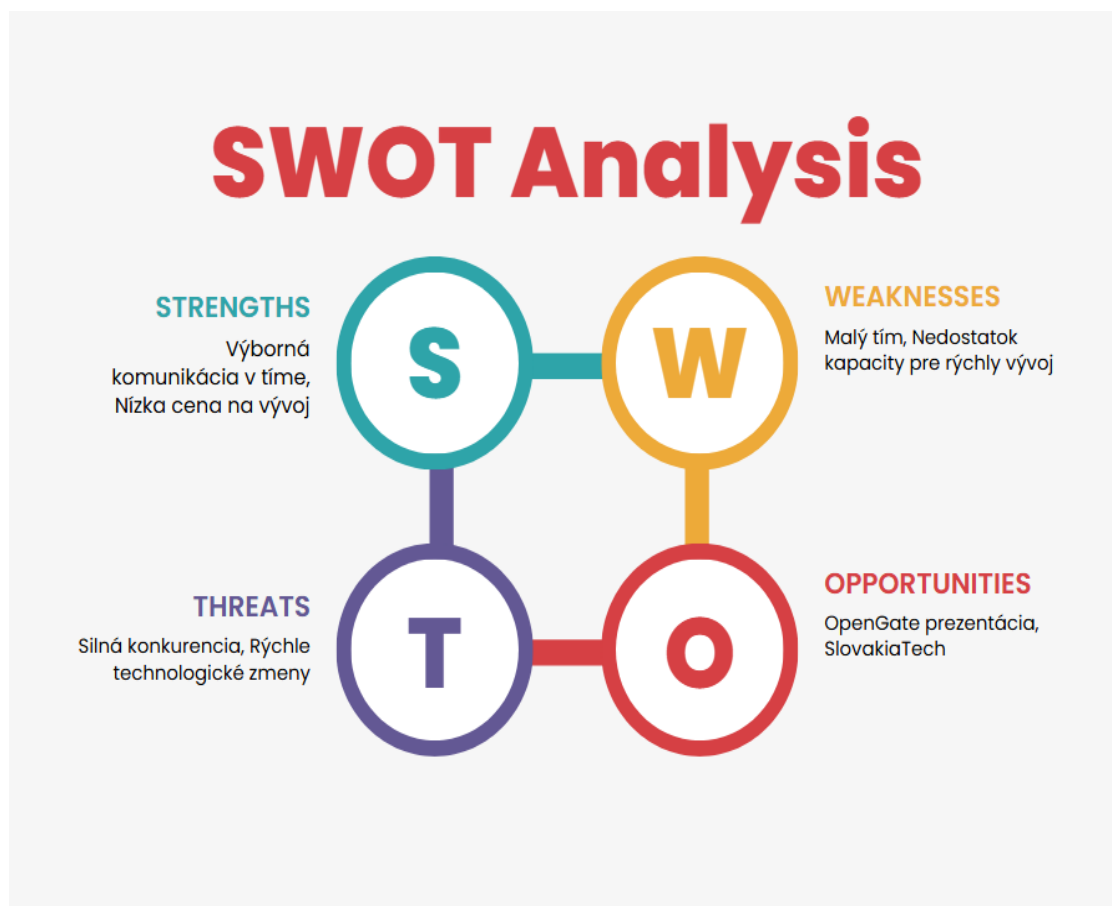 SWOT Analysis
STRENGTHS
Výborná
komunikácia v tíme,
Nízka cena na vývoj
S
W
WEAKNESSES
Malý tím, Nedostatok
kapacity pre rýchly vývoj
THREATS
Silná konkurencia, Rýchle
technologické zmeny
T
O
OPPORTUNITIES
OpenGate prezentácia,
SlovakiaTech